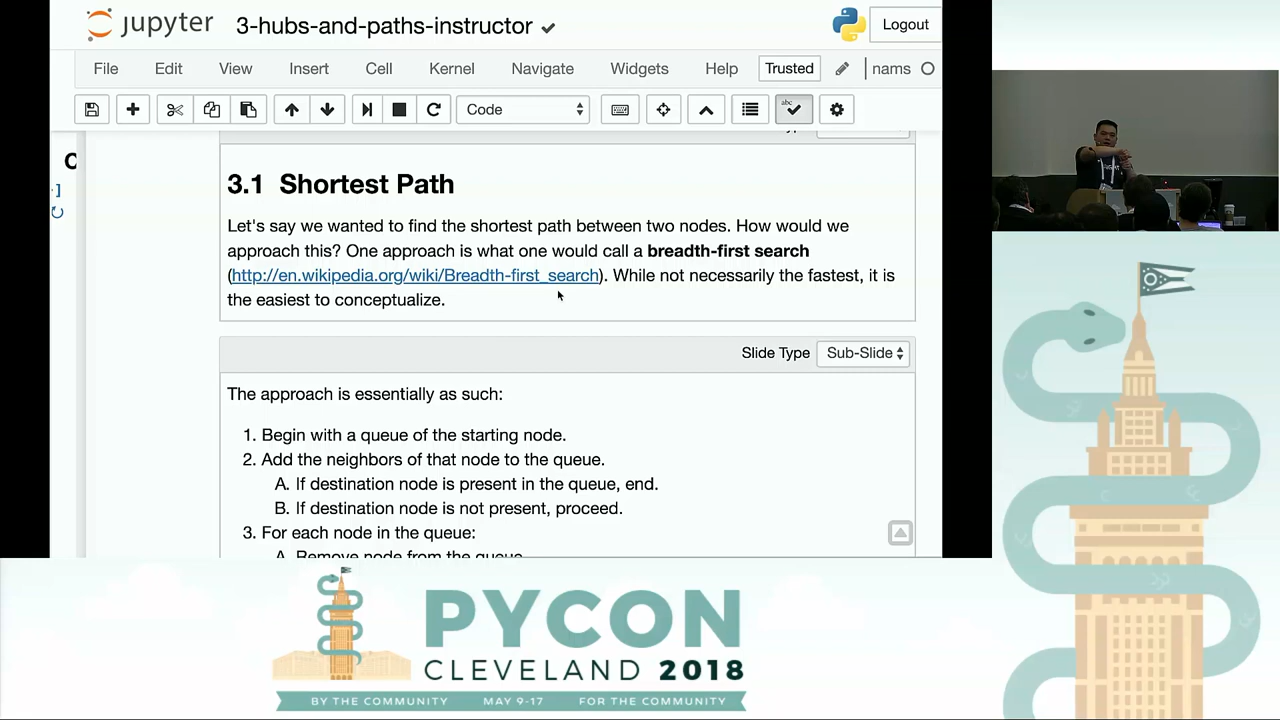 jupyter 3-hubs-and-paths-instructor Logout
File Edit View Insert Cell Kernel Navigate Widgets Help Trusted nams
Code
3.1 Shortest Path
Let's say we wanted to find the shortest path between two nodes. How would we
approach this? One approach is what one would call a breadth-first search
(http://en.wikipedia.org/wiki/Breadth-first_search). While not necessarily the fastest, it is
the easiest to conceptualize.
Slide Type Sub-Slide
The approach is essentially as such:
1. Begin with a queue of the starting node.
2. Add the neighbors of that node to the queue.
A. If destination node is present in the queue, end.
B. If destination node is not present, proceed.
3. For each node in the queue:
A. Remove node from the queue
PYCON
CLEVELAND 2018
BY THE COMMUNITY MAY 9-17 FOR THE COMMUNITY